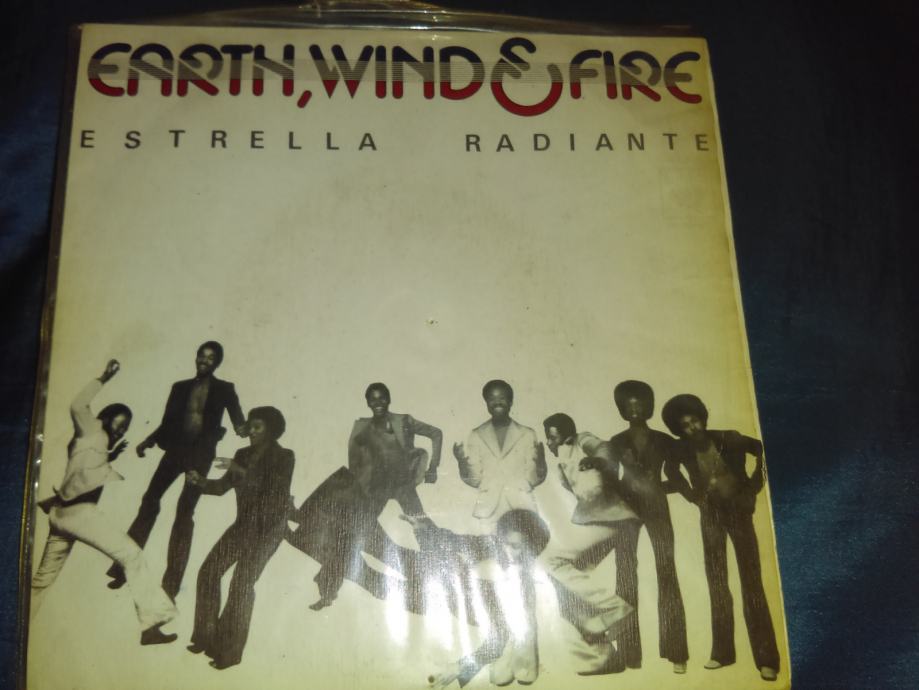 EARTH, WIND & FIRE
ESTRELLA RADIANTE